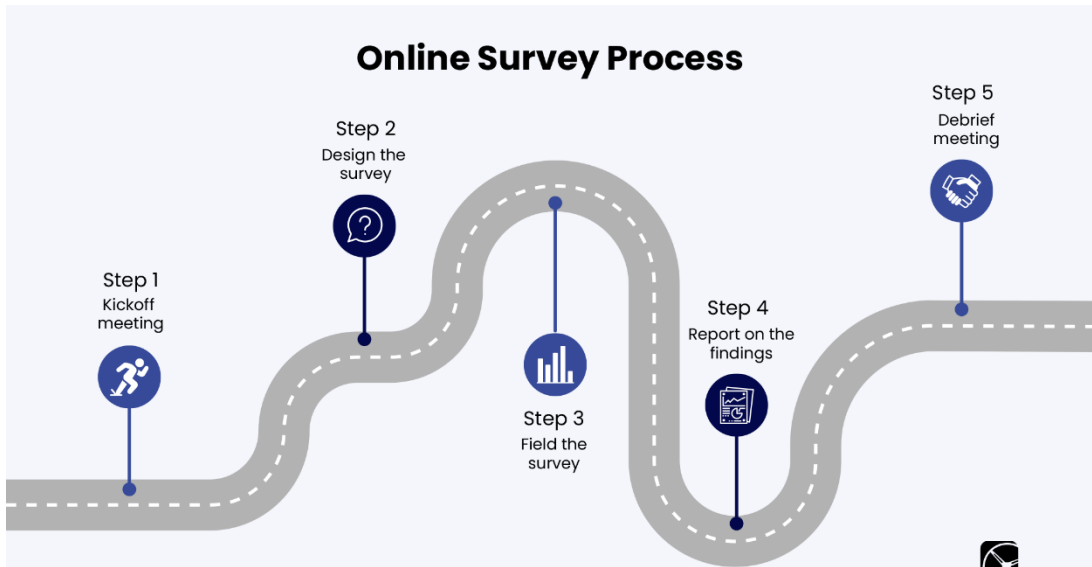 Online Survey Process
Step 1
Kickoff
meeting
Step 2
Design the
survey
Step 3
Field the
survey
Step 4
Report on the
findings
Step 5
Debrief
meeting
?